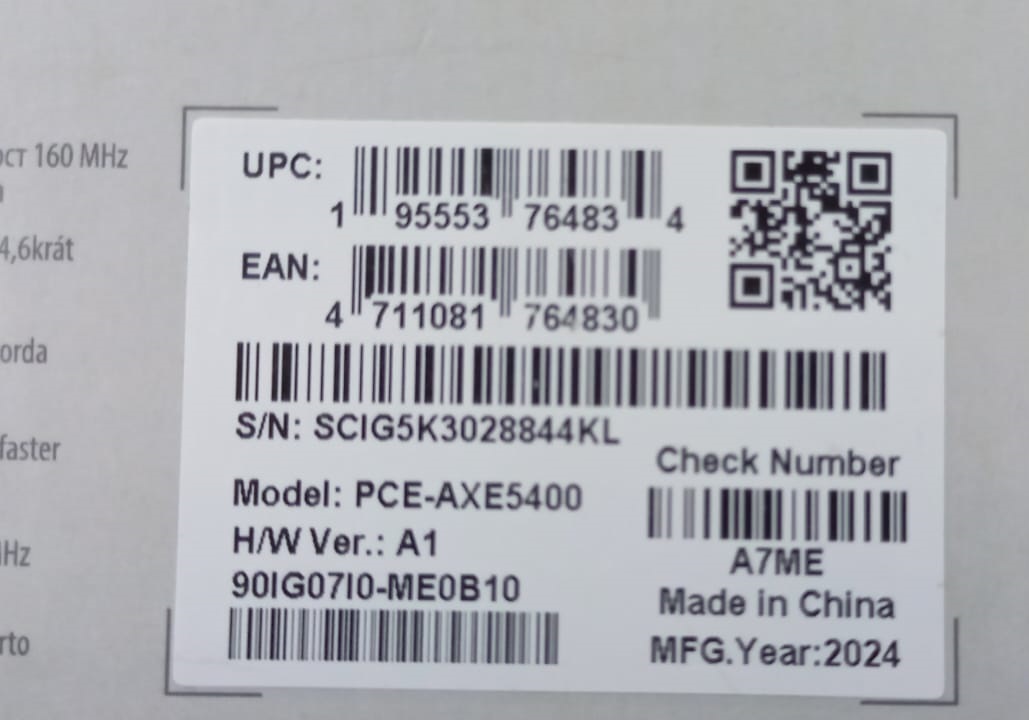 160 MHz
4,6krát
faster
UPC:
1 95553 76483 4
EAN:
4 711081 764830
S/N: SCIG5K3028844KL
Check Number
Model: PCE-AXE5400
H/W Ver.: A1
A7ME
90IG07I0-ME0B10
Made in China
MFG.Year:2024